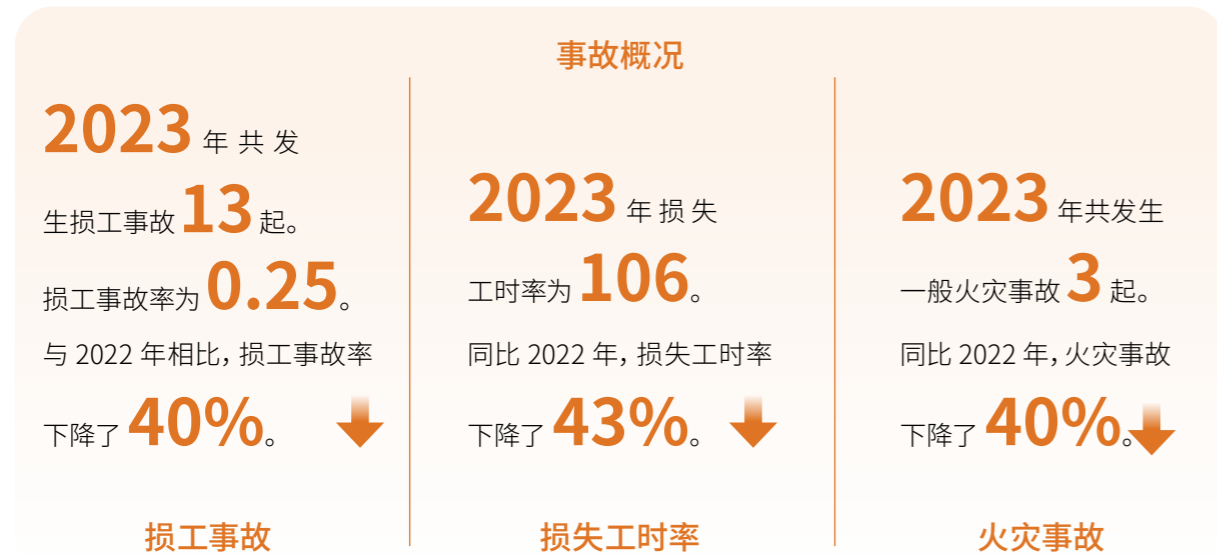 事故概况
2023 年共发
生损工事故 13 起。
损工事故率为 0.25。
与 2022 年相比，损工事故率
下降了 40%。
损工事故
2023 年损失
工时率为 106。
同比 2022 年，损失工时率
下降了 43%。
损失工时率
2023 年共发生
一般火灾事故 3 起。
同比 2022 年，火灾事故
下降了 40%。
火灾事故